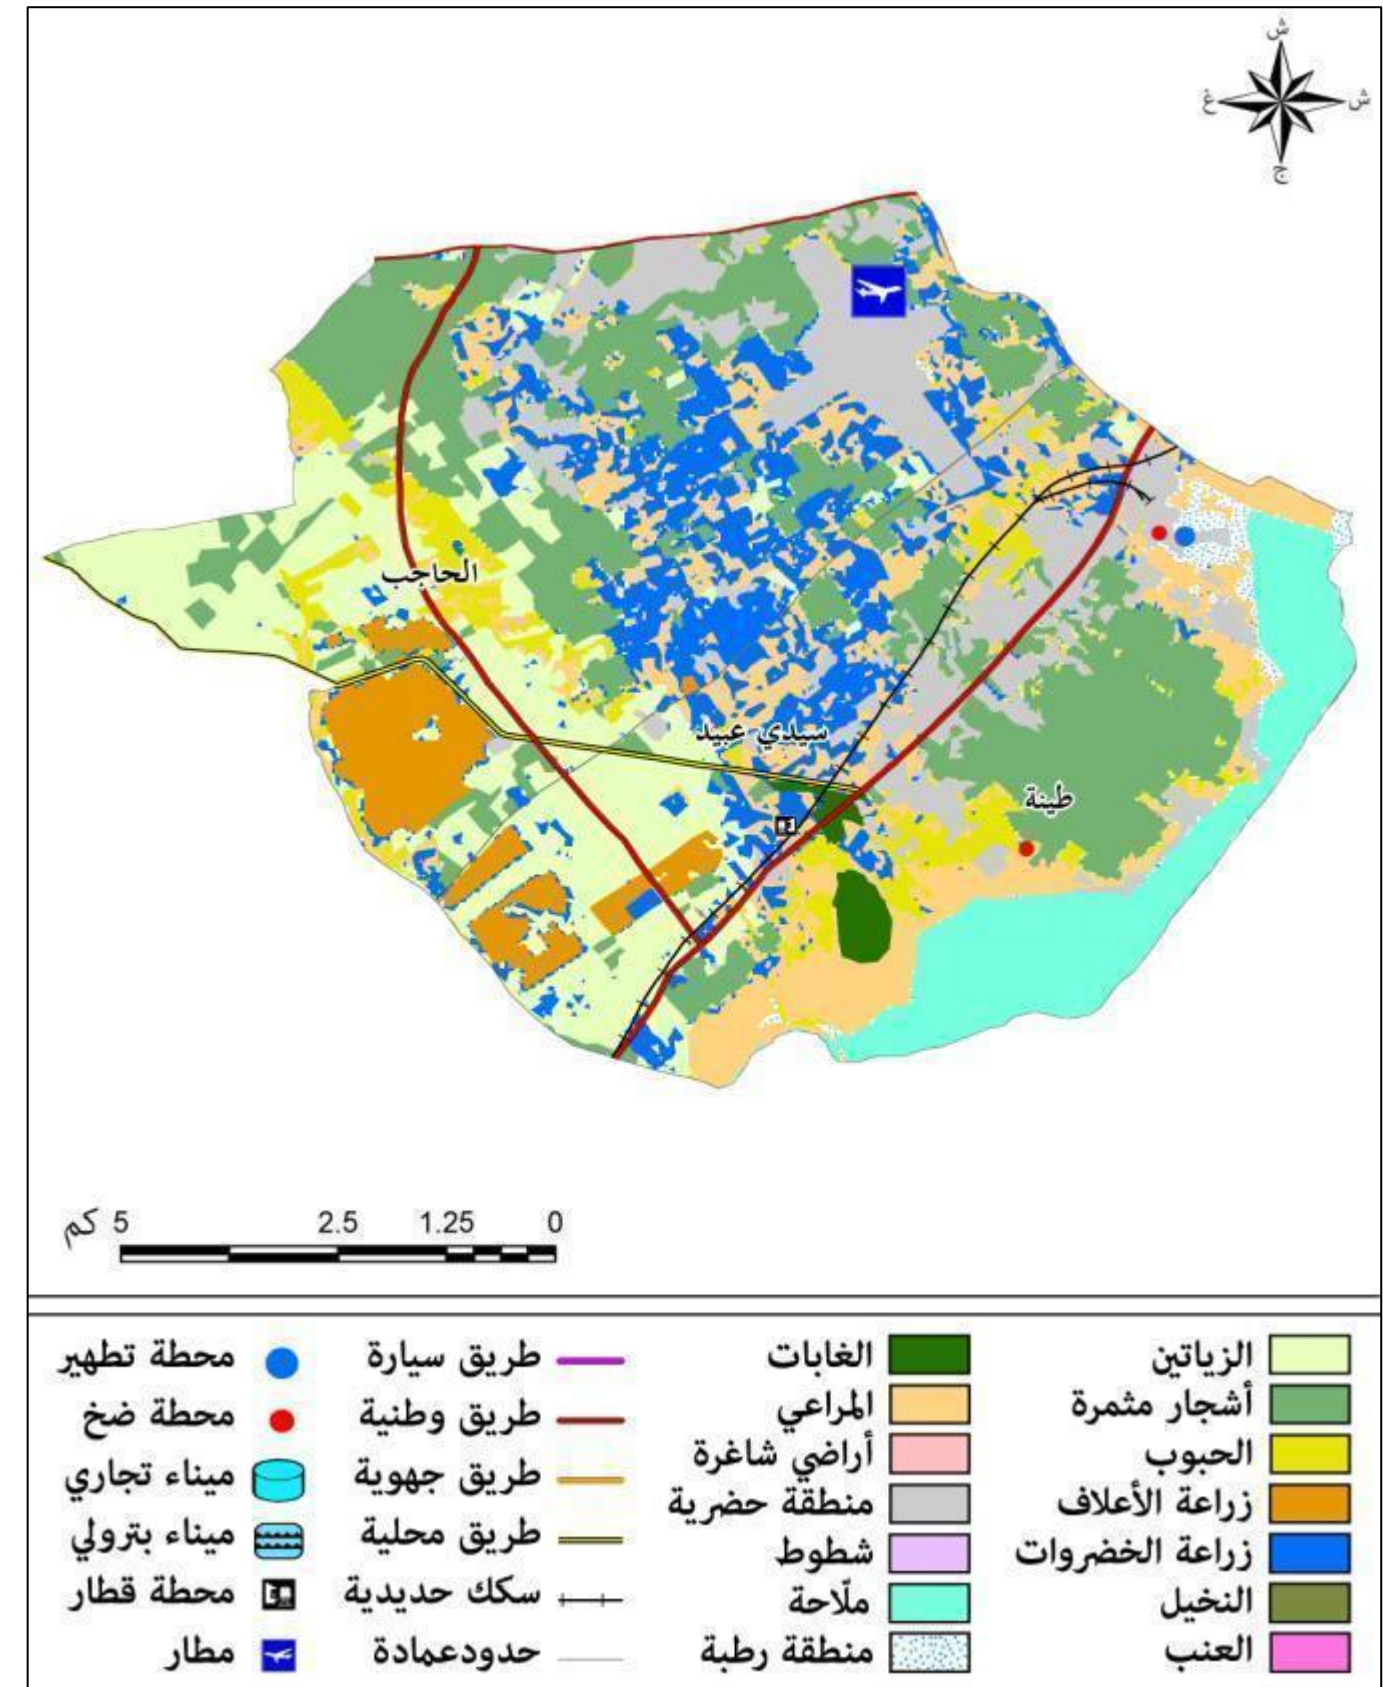 ش
غ
ش
ج
الحاجب
سيدي عبيد
طينة
كم 5 2.5 1.25 0
الزياتين
أشجار مثمرة
الحبوب
زراعة الأعلاف
زراعة الخضروات
النخيل
العنب
الغابات
المراعي
أراضي شاغرة
منطقة حضرية
شطوط
ملّاحة
منطقة رطبة
طريق سيارة
طريق وطنية
طريق جهوية
طريق محلية
سكك حديدية
حدودعمادة
محطة تطهير
محطة ضخ
ميناء تجاري
ميناء بترولي
محطة قطار
مطار